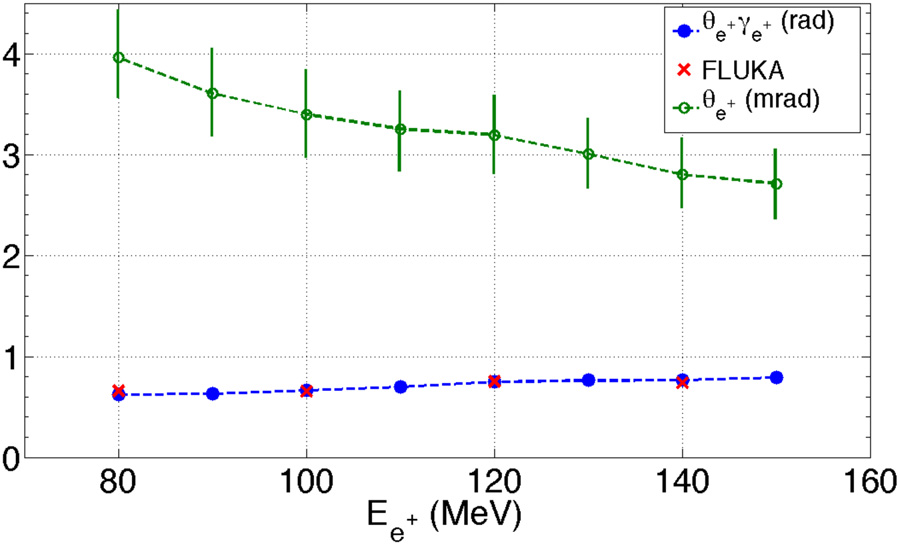 θe+γe+ (rad)
FLUKA
θe+ (mrad)
4
3
2
1
0
80
100
120
140
160
Ee+ (MeV)